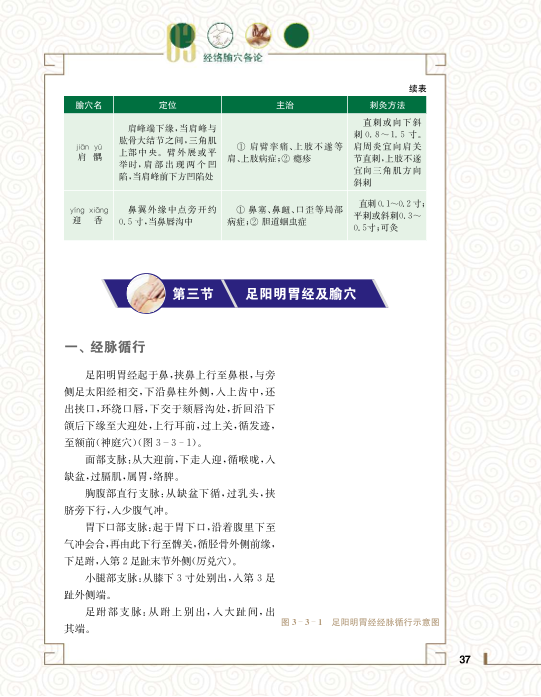 03
经络腧穴各论
续表
腧穴名 定位 主治 刺灸方法
jiān yú
肩 髃
肩峰端下缘,当肩峰与
肱骨大结节之间,三角肌
上部中央。臂外展或平
举时,肩部出现两个凹
陷,当肩峰前下方凹陷处
① 肩臂挛痛、上肢不遂等
肩、上肢病症;② 瘾疹
直刺或向下斜
刺 0.8～1.5 寸。
肩周炎宜向肩关
节直刺,上肢不遂
宜向三角肌方向
斜刺
yíng xiāng
迎 香
鼻翼外缘中点旁开约
0.5 寸,当鼻唇沟中
① 鼻塞、鼻衄、口歪等局部
病症;② 胆道蛔虫症
直刺 0.1～0.2 寸;
平刺或斜刺0.3～
0.5寸;可灸
第三节 足阳明胃经及腧穴
一、经脉循行
足阳明胃经起于鼻,挟鼻上行至鼻根,与旁
侧足太阳经相交,下沿鼻柱外侧,入上齿中,还
出挟口,环绕口唇,下交于颏唇沟处,折回沿下
颌后下缘至大迎处,上行耳前,过上关,循发迹,
至额前(神庭穴)(图 3-3-1)。
面部支脉:从大迎前,下走人迎,循喉咙,入
缺盆,过膈肌,属胃,络脾。
胸腹部直行支脉:从缺盆下循,过乳头,挟
脐旁下行,入少腹气冲。
胃下口部支脉:起于胃下口,沿着腹里下至
气冲会合,再由此下行至髀关,循胫骨外侧前缘,
下足跗,入第 2 足趾末节外侧(厉兑穴)。
小腿部支脉:从膝下 3 寸处别出,入第 3 足
趾外侧端。
足跗部支脉:从跗上别出,入大趾间,出
其端。
图 3-3-1 足阳明胃经经脉循行示意图
37